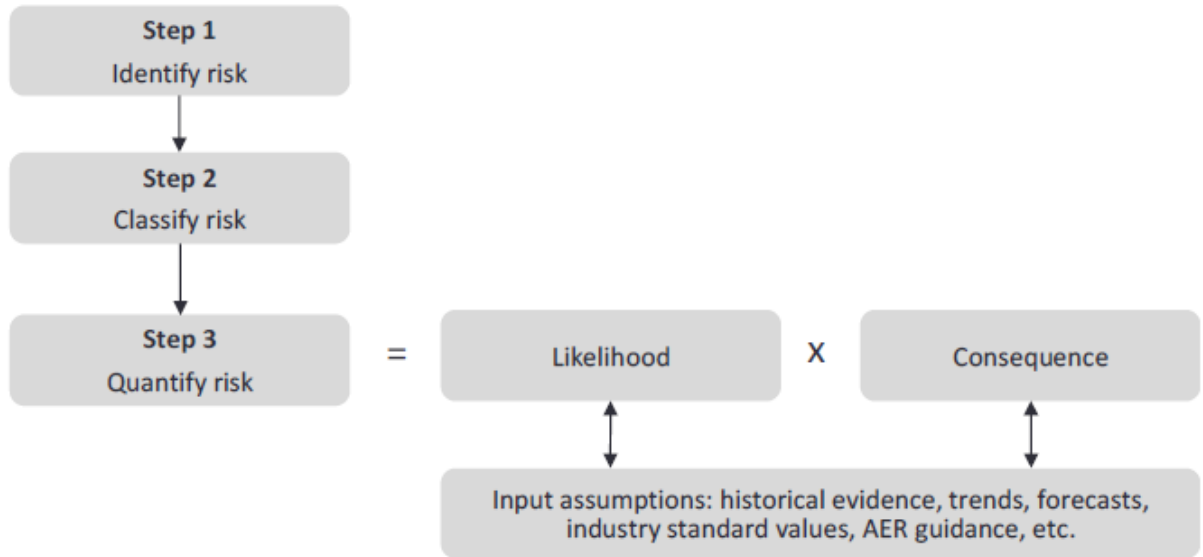 Step 1
Identify risk
Step 2
Classify risk
Step 3
Quantify risk
=
Likelihood
x
Consequence
Input assumptions: historical evidence, trends, forecasts,
industry standard values, AER guidance, etc.